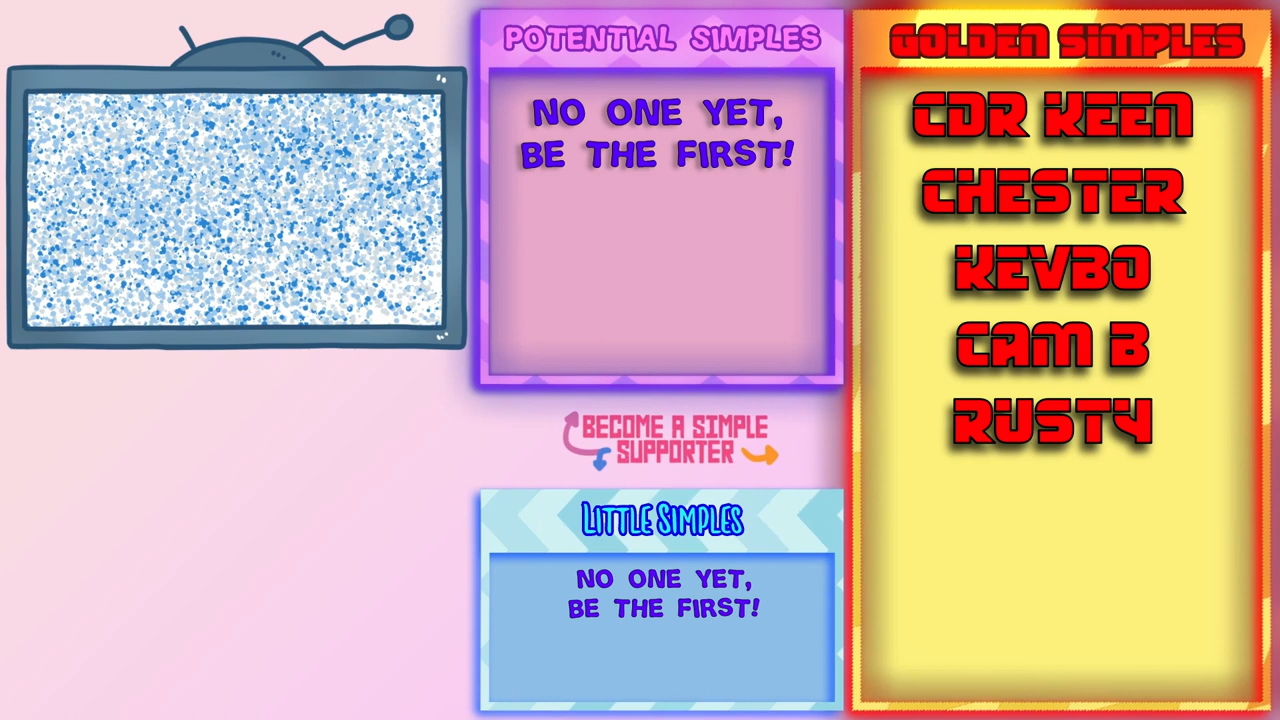 POTENTIAL SIMPLES
NO ONE YET,
BE THE FIRST!
BECOME A SIMPLE
SUPPORTER
LITTLE SIMPLES
NO ONE YET,
BE THE FIRST!
GOLDEN SIMPLES
CDR KEEN
CHESTER
KEVBO
CAM B
RUSTY